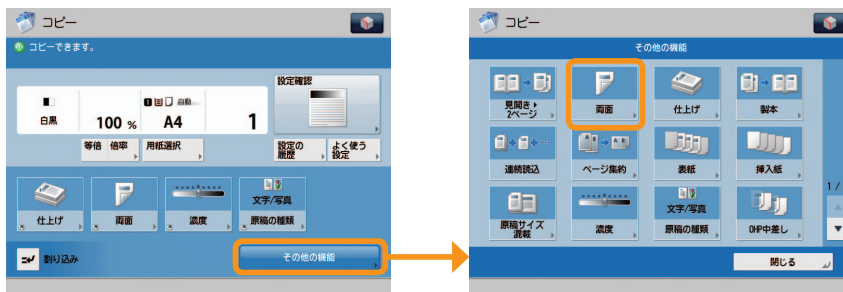 コピー
コピーできます。
設定確認
自動
白黒
100 %
A4
1
等倍
倍率
用紙選択
設定の
履歴
よく使う
設定
仕上げ
両面
濃度
文字/写真
原稿の種類
割り込み
その他の機能
コピー
その他の機能
見開き▶
2ページ
両面
仕上げ
製本
連続読込
ページ集約
表紙
挿入紙
原稿サイズ
混載
濃度
文字/写真
原稿の種類
OHP中差し
1/
閉じる